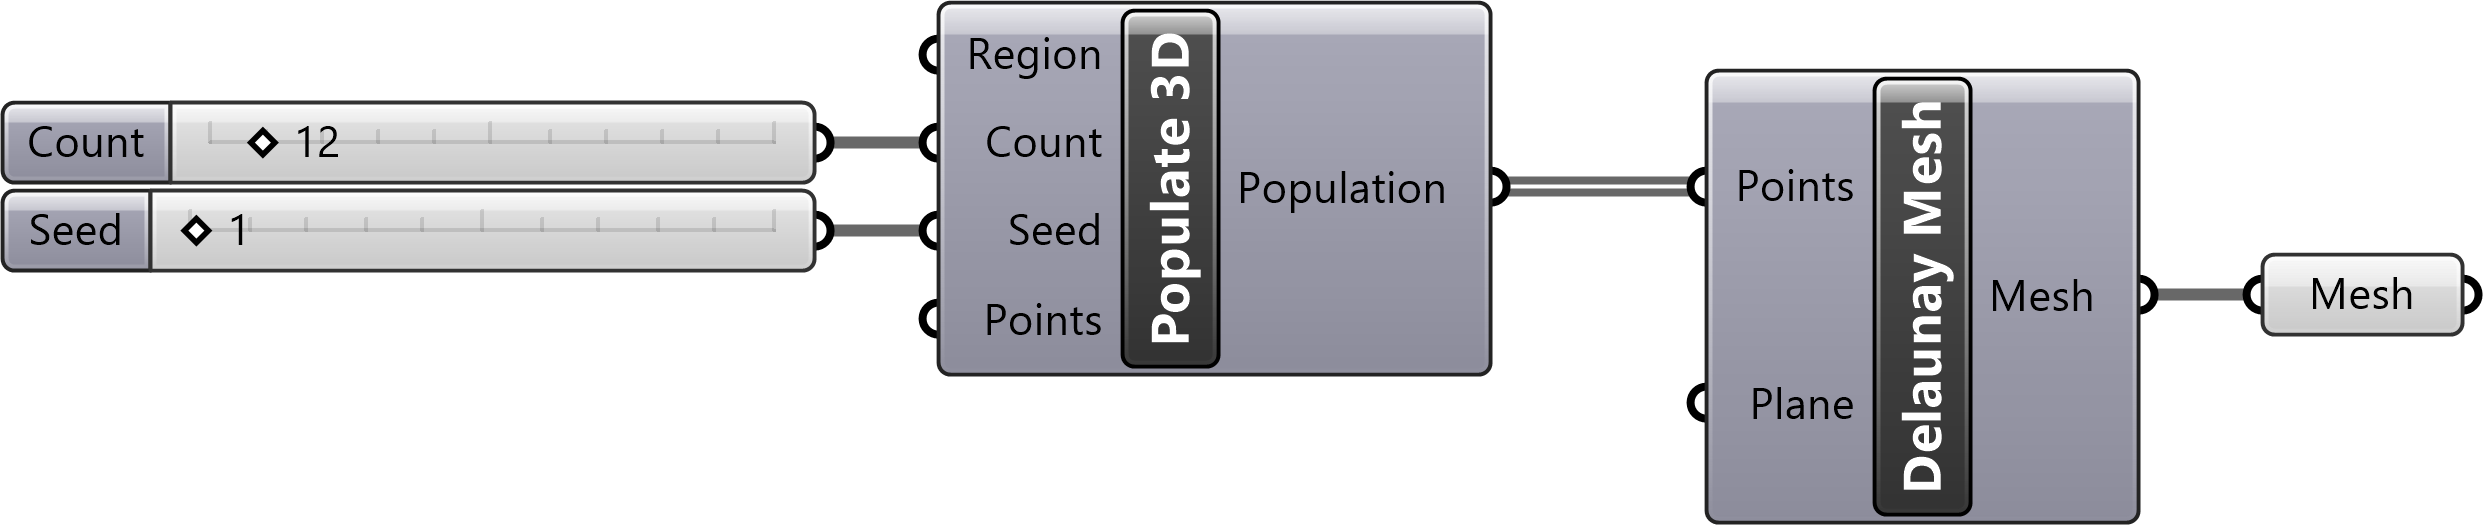 Count
12
Seed
1
Region
Count
Seed
Points
Populate 3D
Population
Points
Plane
Delaunay Mesh
Mesh
Mesh